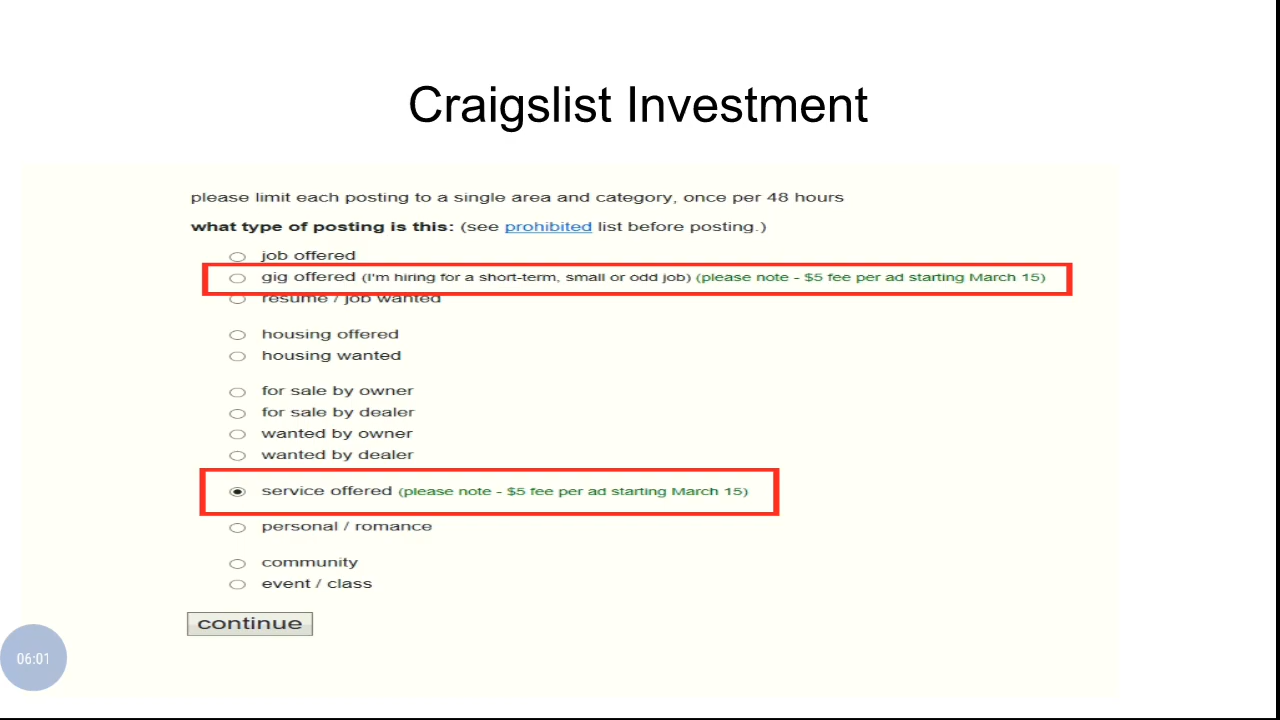 Craigslist Investment
please limit each posting to a single area and category, once per 48 hours
what type of posting is this: (see prohibited list before posting.)
job offered
gig offered (I'm hiring for a short-term, small or odd job) (please note - $5 fee per ad starting March 15)
resume / job wanted
housing offered
housing wanted
for sale by owner
for sale by dealer
wanted by owner
wanted by dealer
service offered (please note - $5 fee per ad starting March 15)
personal / romance
community
event / class
continue
06:01